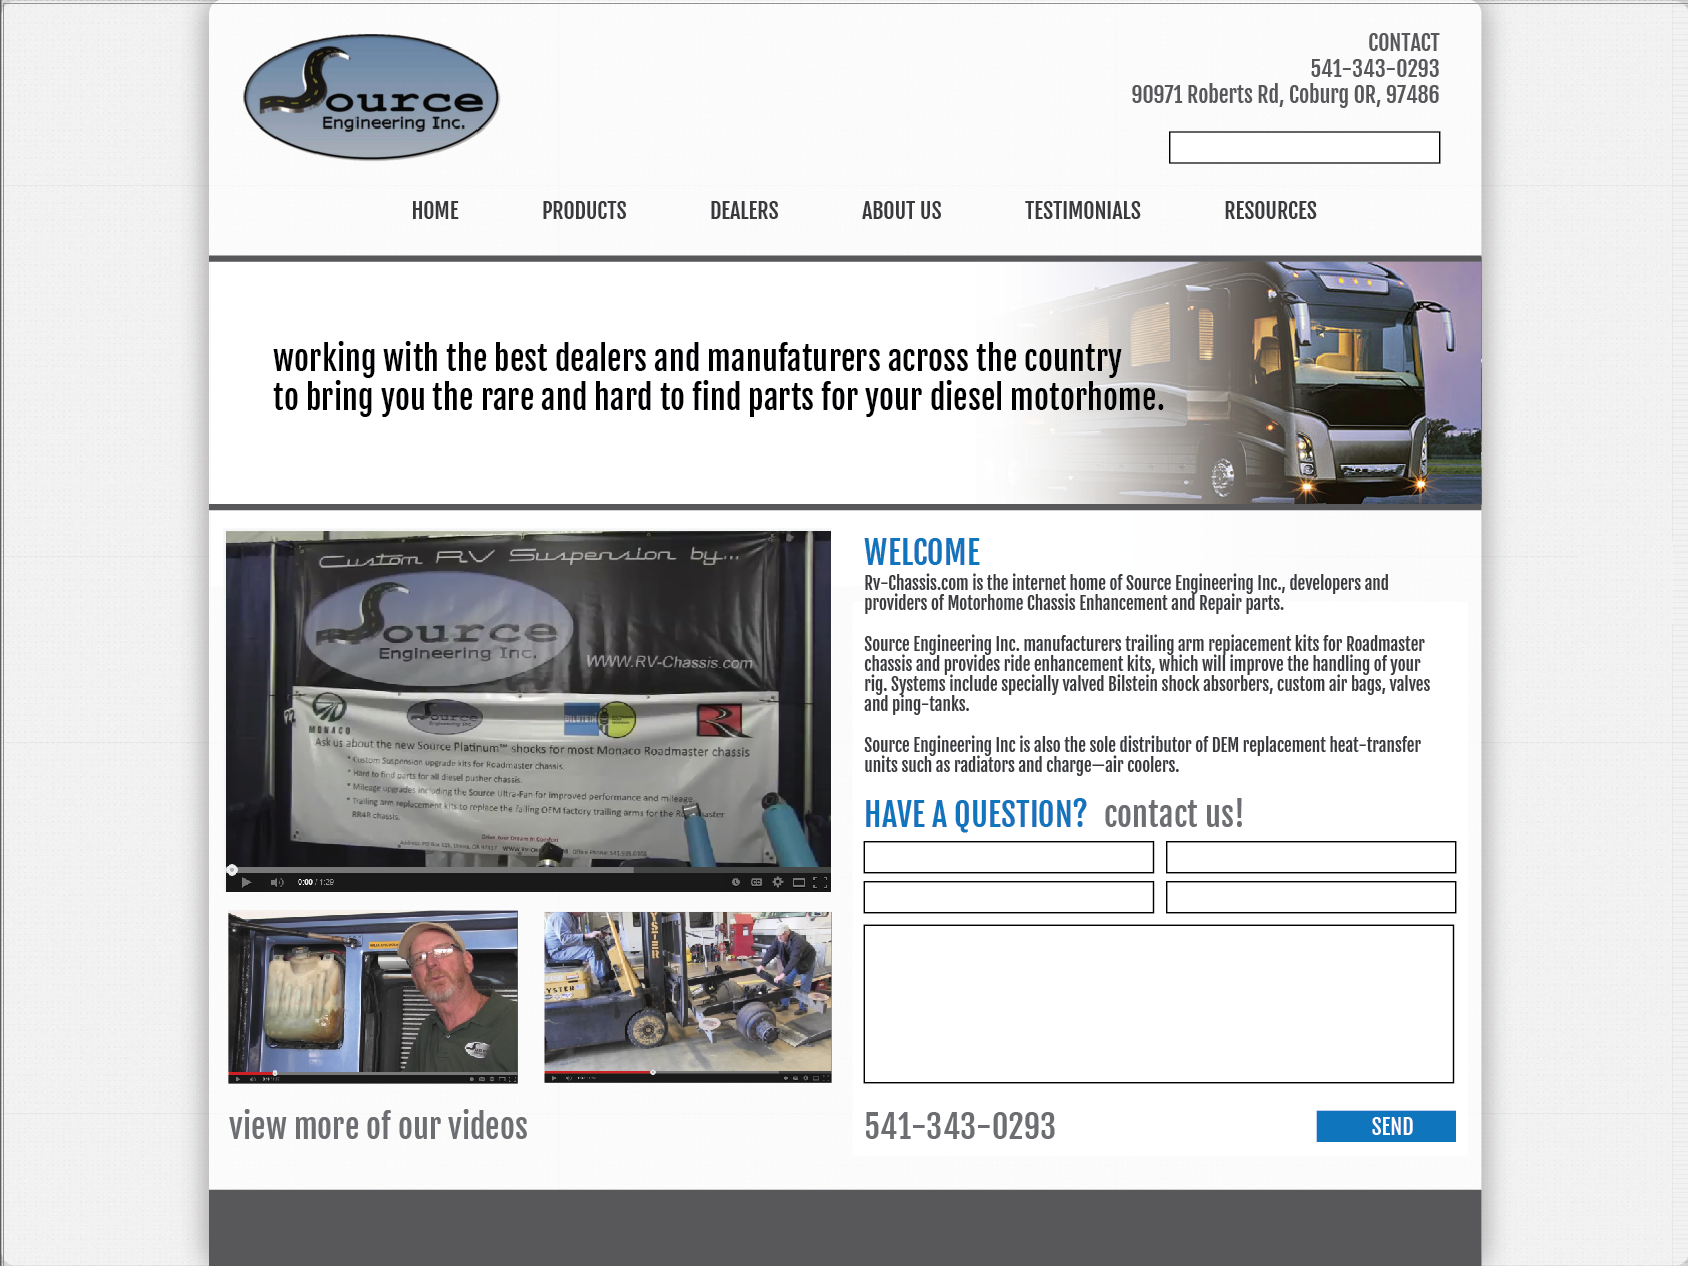 Source
Engineering Inc.
CONTACT
541-343-0293
90971 Roberts Rd, Coburg OR, 97486
HOME PRODUCTS DEALERS ABOUT US TESTIMONIALS RESOURCES
working with the best dealers and manufaturers across the country
to bring you the rare and hard to find parts for your diesel motorhome.
Custom RV Suspension by...
Source
Engineering Inc.
WWW.RV-Chassis.com
MONACO
Source
Ask us about the new Source Platinum™ shocks for most Monaco Roadmaster chassis
* Custom Suspension upgrade kits for Roadmaster chassis.
* Hard to find parts for all diesel pusher chassis.
* Mileage upgrades including the Source Ultra-Fan for improved performance and mileage.
* Trailing arm replacement kits to replace the failing OEM factory trailing arms for the Roadmaster
RR4R chassis.
Drive Your Dream in Comfort
0:00 / 1:29
YSTER
view more of our videos
WELCOME
Rv-Chassis.com is the internet home of Source Engineering Inc., developers and
providers of Motorhome Chassis Enhancement and Repair parts.
Source Engineering Inc. manufacturers trailing arm replacement kits for Roadmaster
chassis and provides ride enhancement kits, which will improve the handling of your
rig. Systems include specially valved Bilstein shock absorbers, custom air bags, valves
and ping-tanks.
Source Engineering Inc is also the sole distributor of DEM replacement heat-transfer
units such as radiators and charge—air coolers.
HAVE A QUESTION? contact us!
541-343-0293
SEND